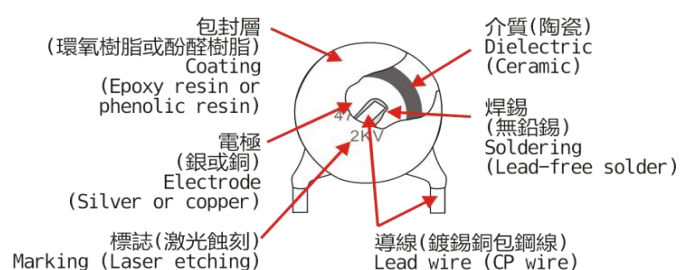 包封層
(環氧樹脂或酚醛樹脂)
Coating
(Epoxy resin or
phenolic resin)
電極
(銀或銅)
Electrode
(Silver or copper)
標誌(激光蝕刻)
Marking (Laser etching)
介質(陶瓷)
Dielectric
(Ceramic)
焊錫
(無鉛錫)
Soldering
(Lead-free solder)
導線(鍍錫銅包鋼線)
Lead wire (CP wire)
47
2KV